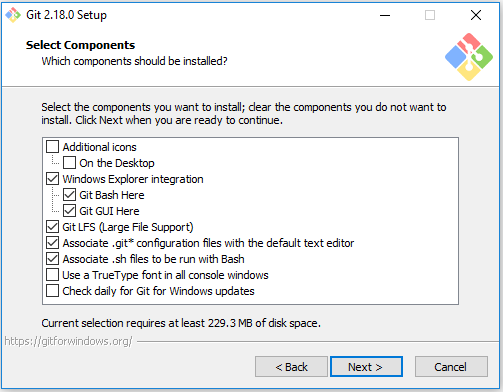 Git 2.18.0 Setup
Select Components
Which components should be installed?
Select the components you want to install; clear the components you do not want to
install. Click Next when you are ready to continue.
Additional icons
On the Desktop
Windows Explorer integration
Git Bash Here
Git GUI Here
Git LFS (Large File Support)
Associate .git* configuration files with the default text editor
Associate .sh files to be run with Bash
Use a TrueType font in all console windows
Check daily for Git for Windows updates
Current selection requires at least 229.3 MB of disk space.
https://gitforwindows.org/
< Back
Next >
Cancel